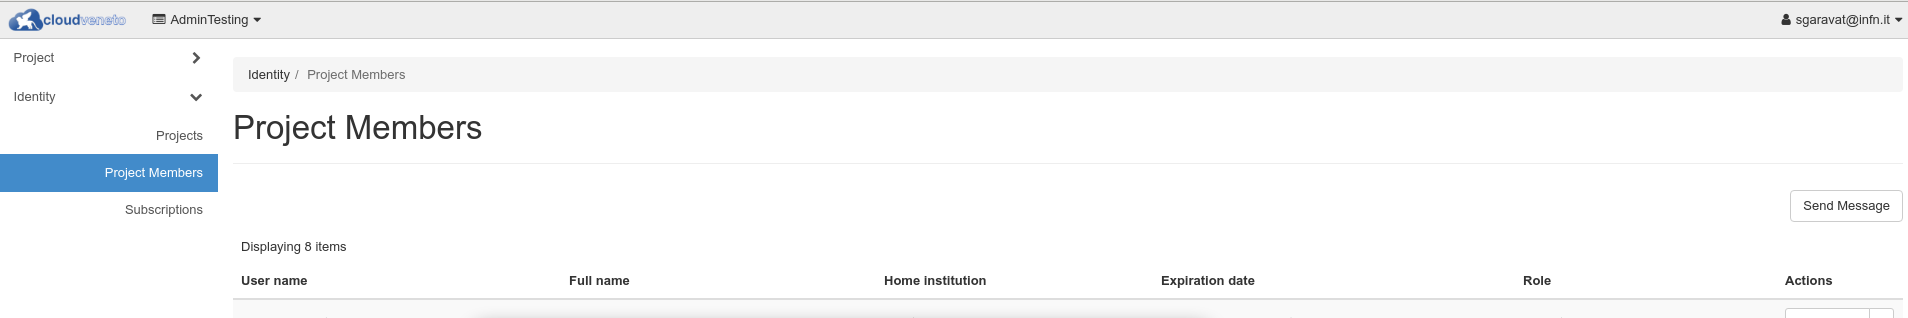 cloudveneto AdminTesting sgaravat@infn.it
Project
Identity
Projects
Project Members
Subscriptions
Identity / Project Members
Project Members
Send Message
Displaying 8 items
User name Full name Home institution Expiration date Role Actions